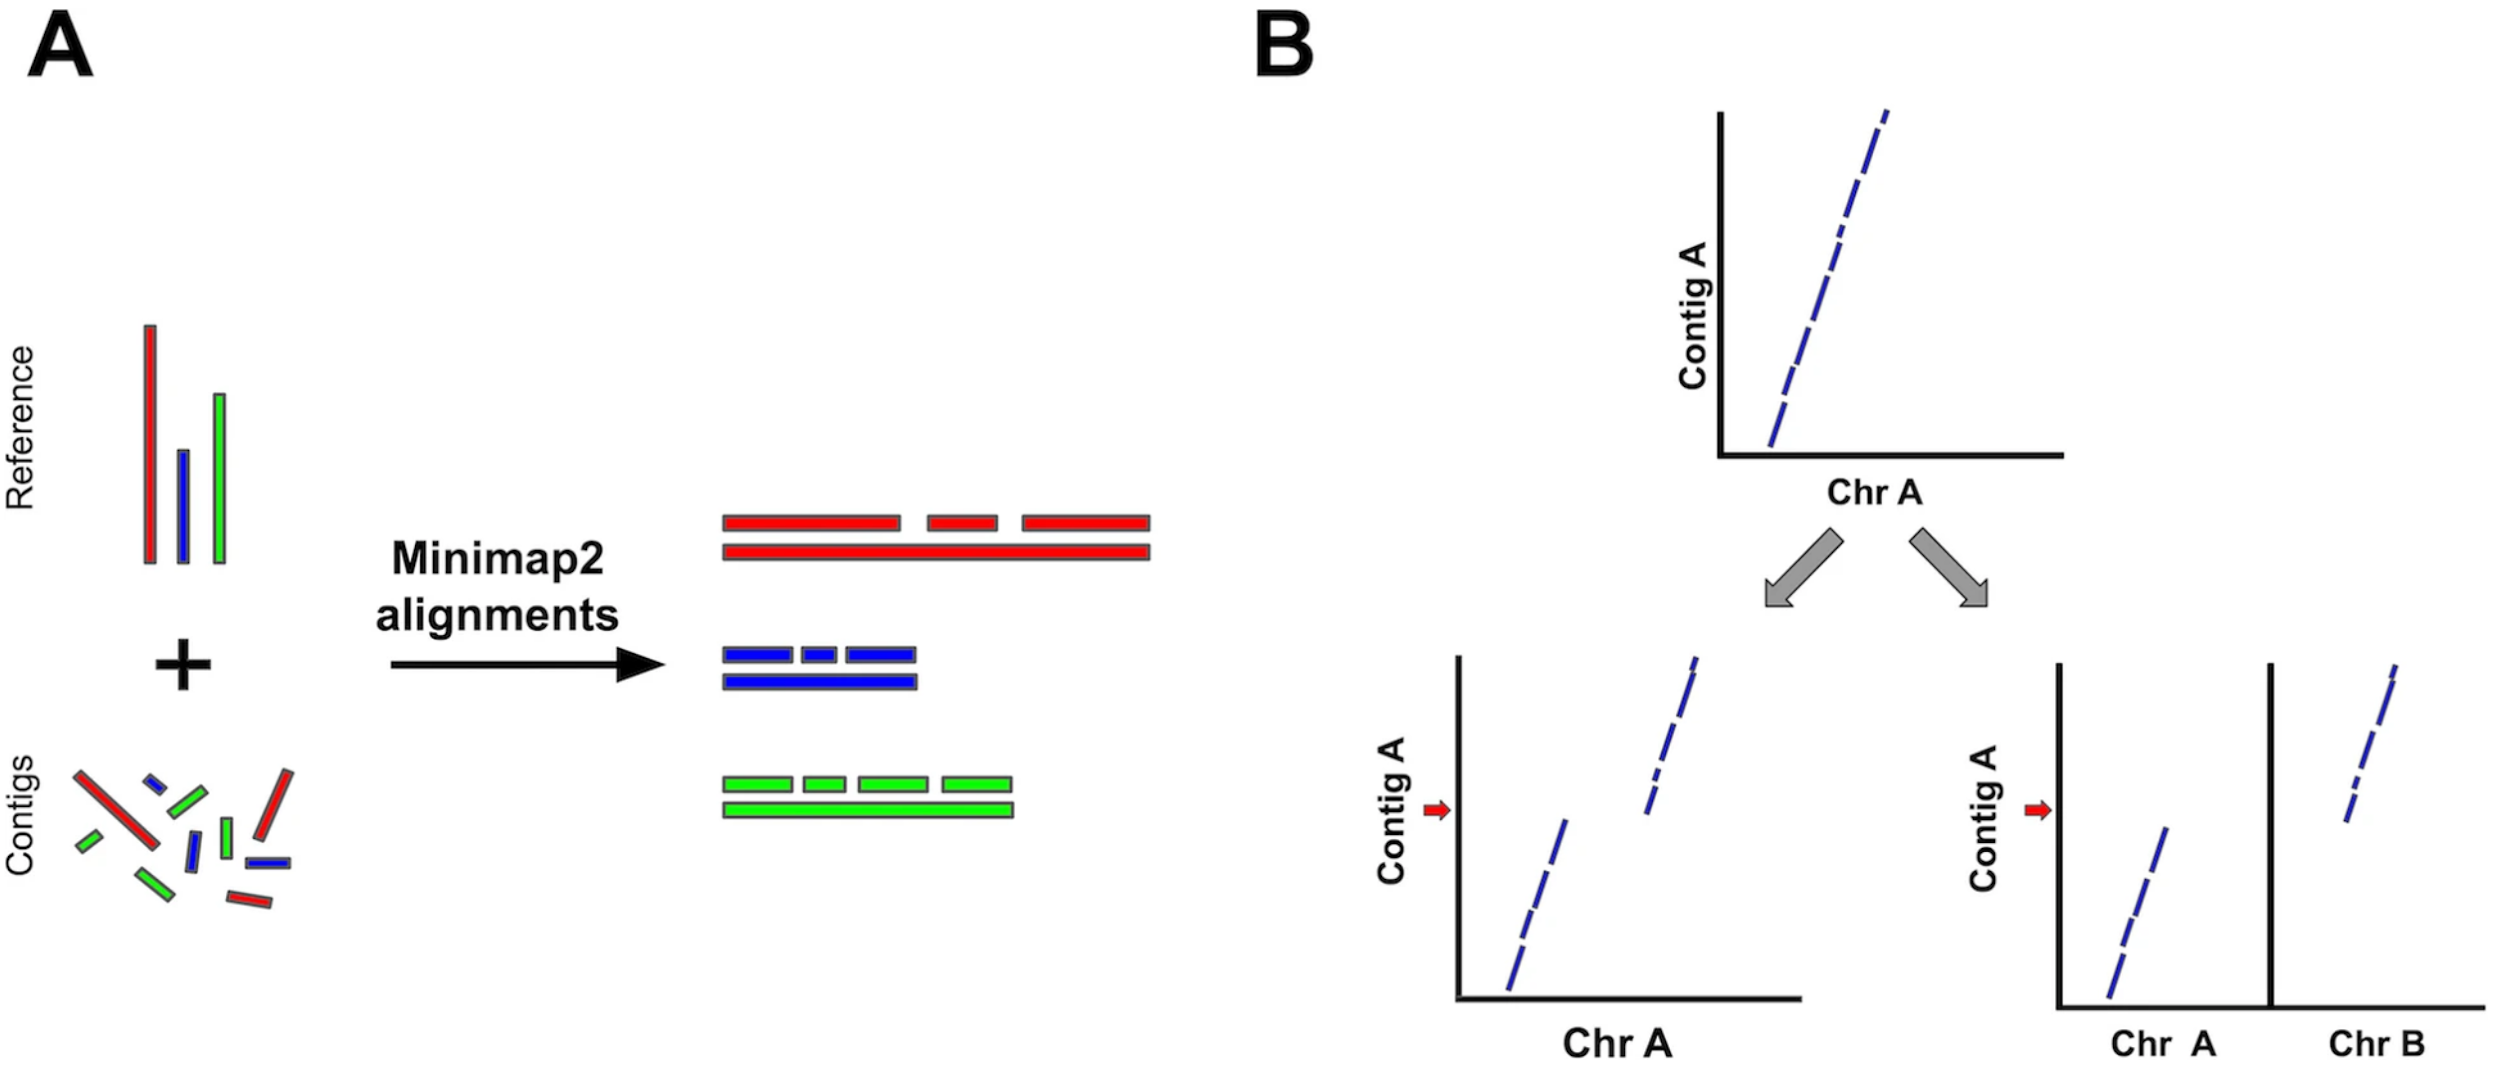 A
Reference
+
Contigs
Minimap2
alignments
B
Contig A
Chr A
Contig A
Chr A
Contig A
Chr A
Chr B